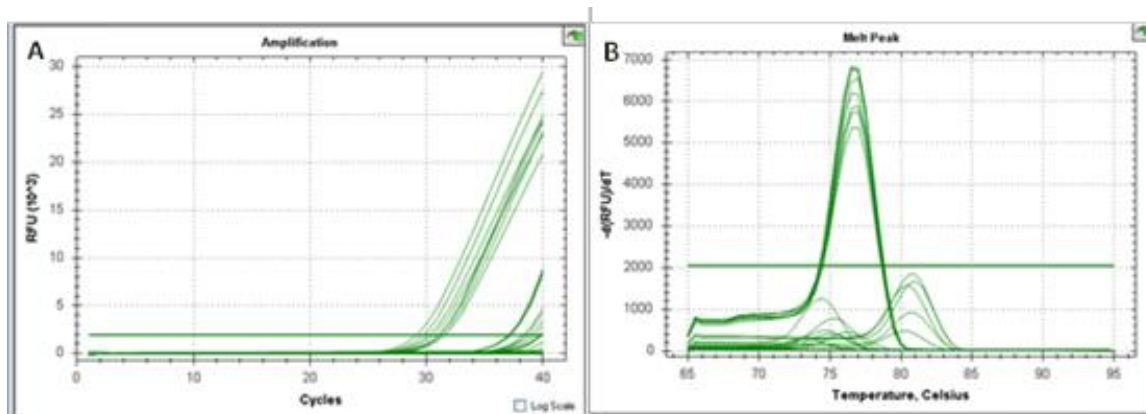 A
Amplification
30
25
20
15
10
5
0
RFU (10^3)
0 10 20 30 40
Cycles
Log Scale
B
Melt Peak
7000
6000
5000
4000
3000
2000
1000
0
-d(RFU)/dT
65 70 75 80 85 90 95
Temperature, Celsius